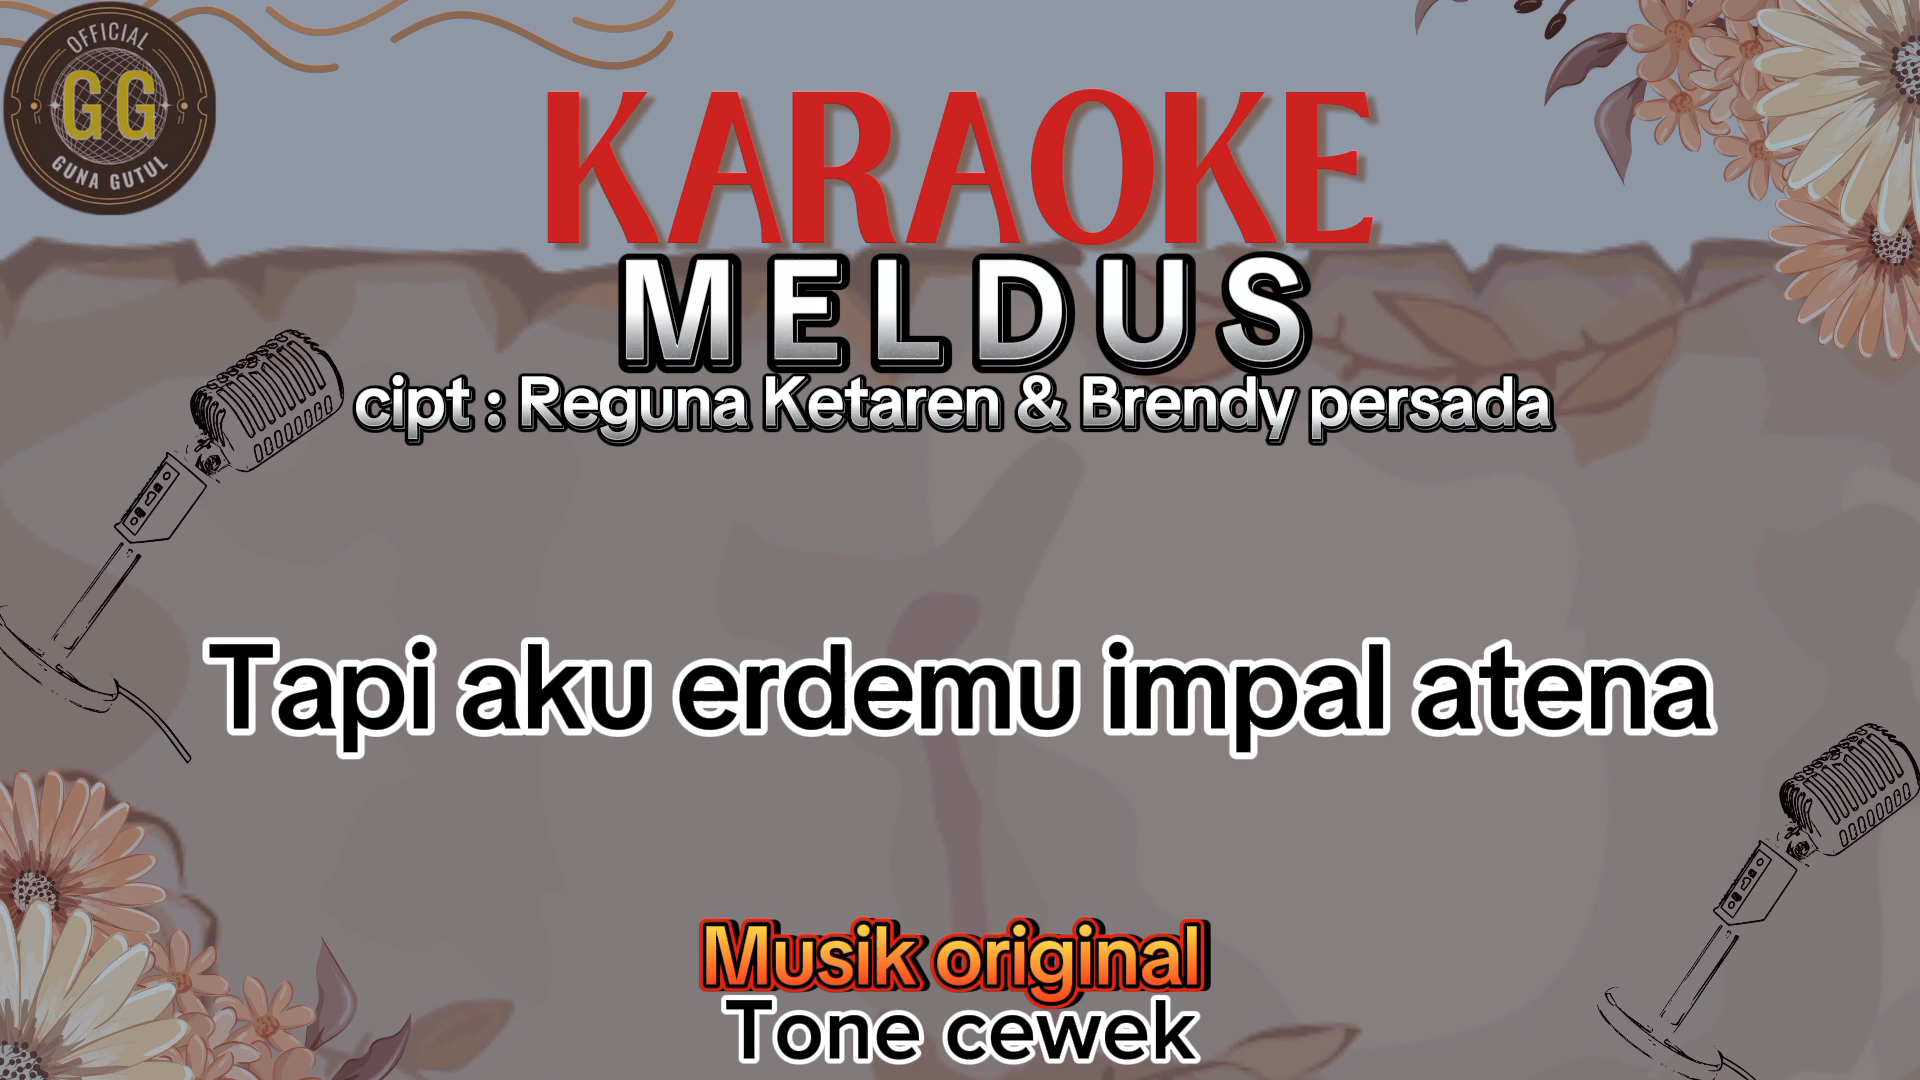 OFFICIAL
GG
GUNA GUTUL
KARAOKE
MELDUS
cipt : Reguna Ketaren & Brendy persada
Tapi aku erdemu impal atena
Musik original
Tone cewek